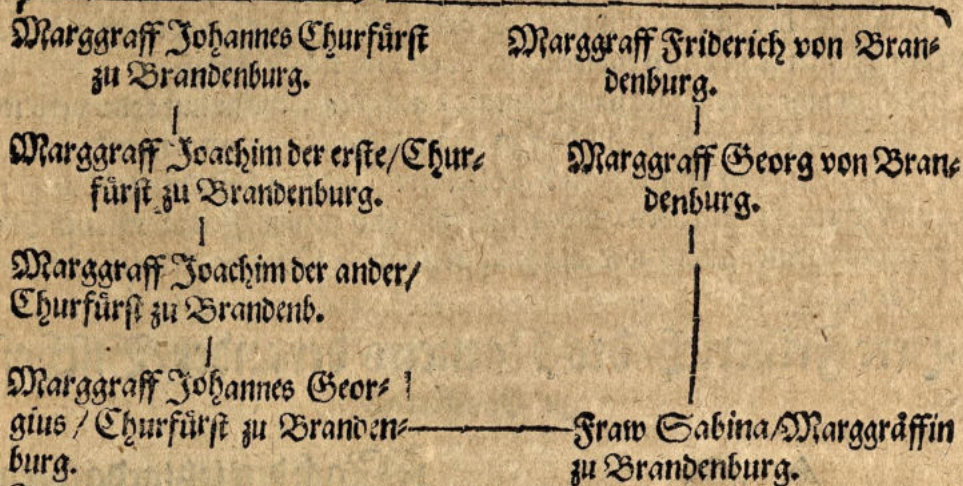 Marggraff Johannes Churfürst
zu Brandenburg.
Marggraff Friderich von Bran⸗
denburg.
Marggraff Joachim der erste/Chur⸗
fürst zu Brandenburg.
Marggraff Georg von Bran⸗
denburg.
Marggraff Joachim der ander/
Churfürst zu Brandenb.
Marggraff Johannes Geor⸗
gius / Churfürst zu Branden⸗
burg.
Fraw Sabina/Marggräffin
zu Brandenburg.